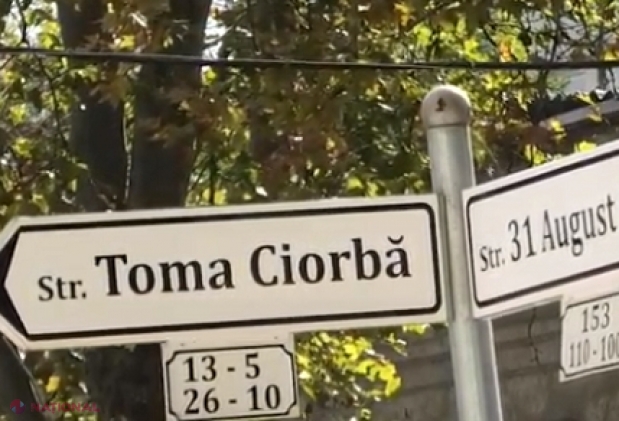 Str. Toma Ciorbă
13 - 5
26 - 10
Str. 31 August
153
110 - 100